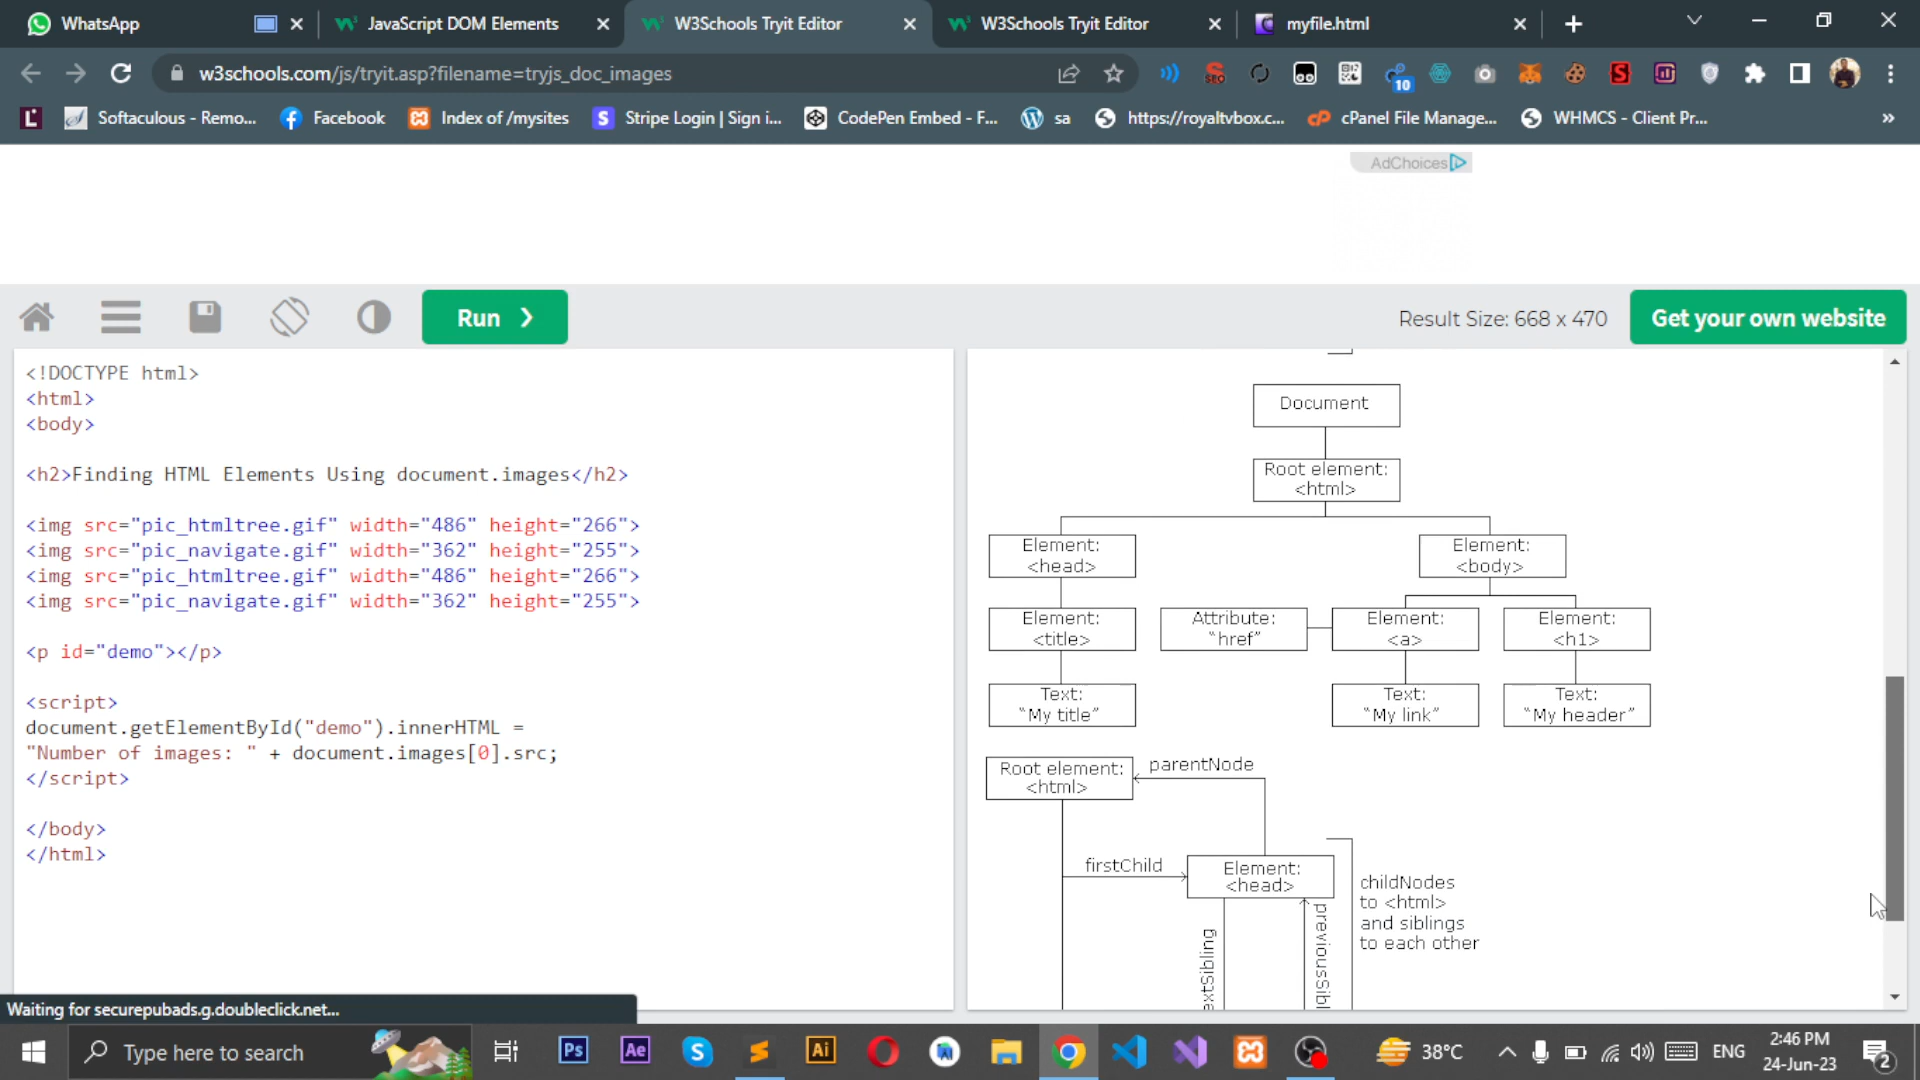 WhatsApp
JavaScript DOM Elements
W3Schools Tryit Editor
W3Schools Tryit Editor
myfile.html
w3schools.com/js/tryit.asp?filename=tryjs_doc_images
SEO
10
Softaculous - Remo...
Facebook
Index of /mysites
Stripe Login | Sign i...
CodePen Embed - F...
sa
https://royaltvbox.c...
cPanel File Manage...
WHMCS - Client Pr...
AdChoices
Run
Result Size: 668 x 470
Get your own website
<!DOCTYPE html>
<html>
<body>
<h2>Finding HTML Elements Using document.images</h2>
<img src="pic_htmltree.gif" width="486" height="266">
<img src="pic_navigate.gif" width="362" height="255">
<img src="pic_htmltree.gif" width="486" height="266">
<img src="pic_navigate.gif" width="362" height="255">
<p id="demo"></p>
<script>
document.getElementById("demo").innerHTML =
"Number of images: " + document.images[0].src;
</script>
</body>
</html>
Document
Root element:
<html>
Element:
<head>
Element:
<body>
Element:
<title>
Attribute:
"href"
Element:
<a>
Element:
<h1>
Text:
"My title"
Text:
"My link"
Text:
"My header"
Root element:
<html>
parentNode
firstChild
Element:
<head>
childNodes
to <html>
and siblings
to each other
extSibling
previousSibl
Waiting for securepubads.g.doubleclick.net...
Type here to search
Ps
Ae
Ai
38°C
ENG
2:46 PM
24-Jun-23
2